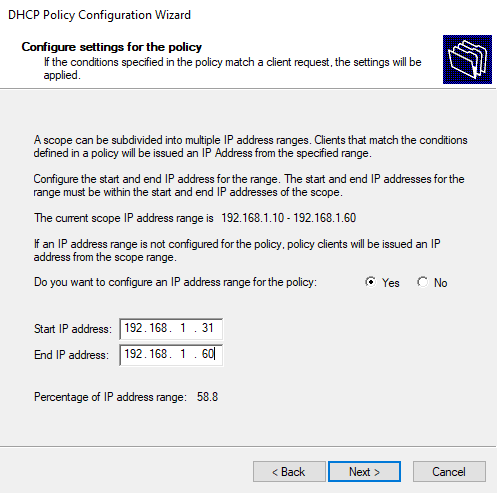 DHCP Policy Configuration Wizard
Configure settings for the policy
If the conditions specified in the policy match a client request, the settings will be
applied.
A scope can be subdivided into multiple IP address ranges. Clients that match the conditions
defined in a policy will be issued an IP Address from the specified range.
Configure the start and end IP address for the range. The start and end IP addresses for the
range must be within the start and end IP addresses of the scope.
The current scope IP address range is 192.168.1.10 - 192.168.1.60
If an IP address range is not configured for the policy, policy clients will be issued an IP
address from the scope range.
Do you want to configure an IP address range for the policy: Yes No
Start IP address: 192 . 168 . 1 . 31
End IP address: 192 . 168 . 1 . 60
Percentage of IP address range: 58.8
< Back Next > Cancel